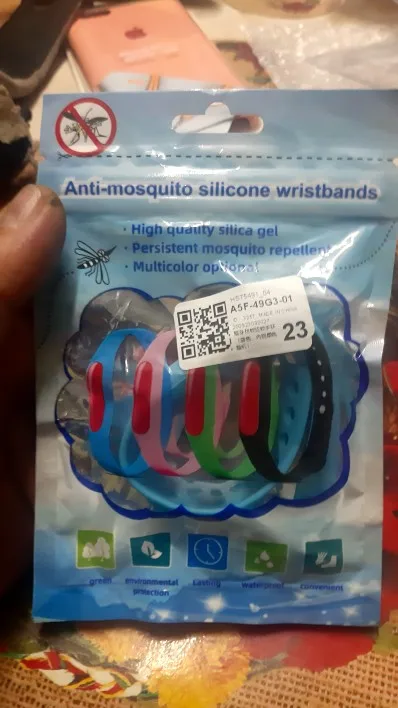 Anti-mosquito silicone wristbands
· High quality silica gel
· Persistent mosquito repellent
· Multicolor optional
A5F-49G3-01
23
green
environmental
protection
Lasting
waterproof
convenient